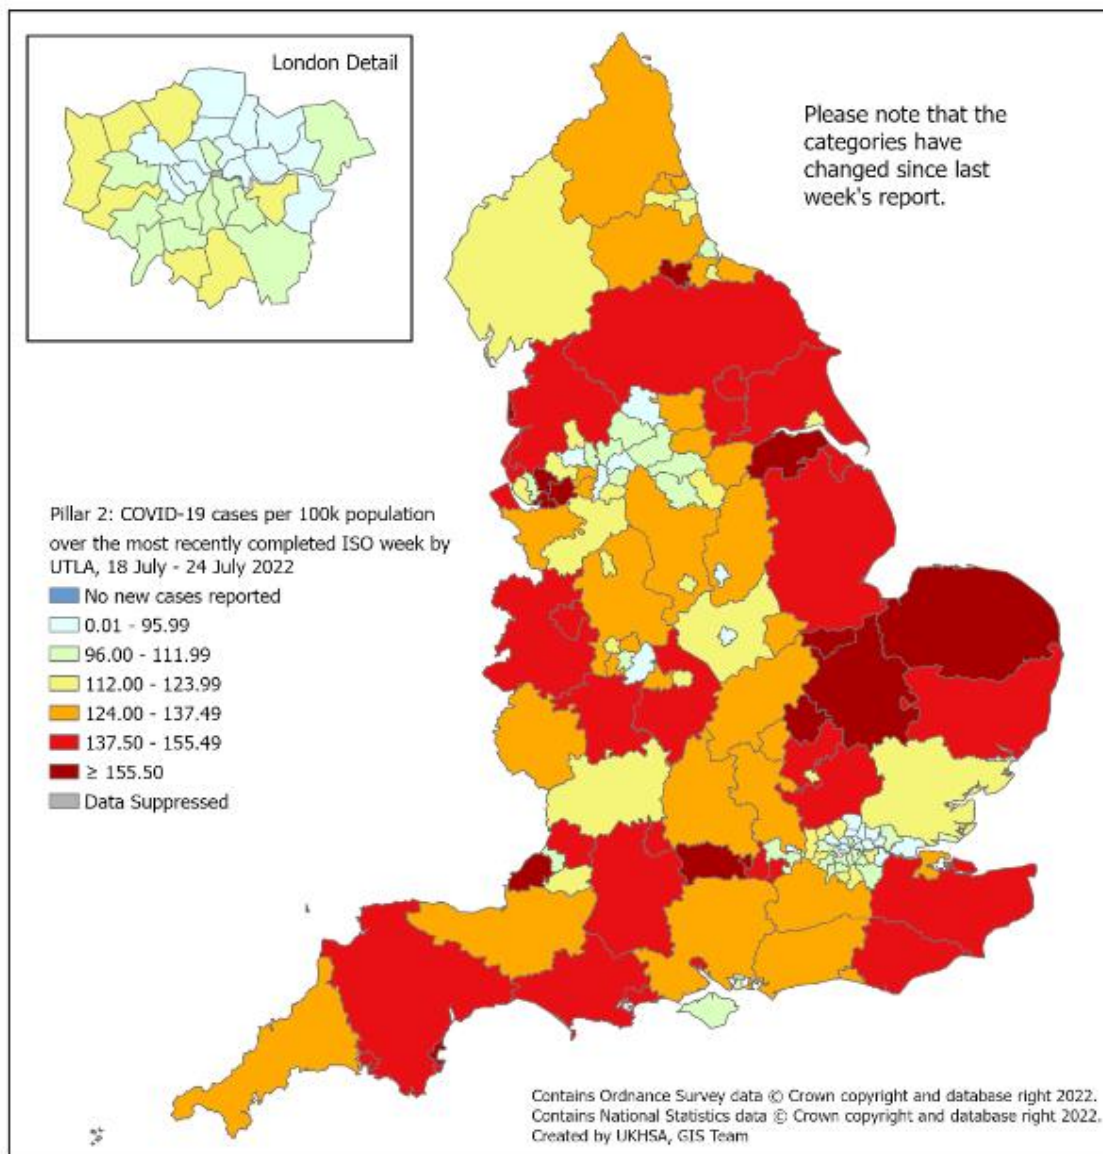 London Detail
Please note that the
categories have
changed since last
week's report.
Pillar 2: COVID-19 cases per 100k population
over the most recently completed ISO week by
UTLA, 18 July - 24 July 2022
No new cases reported
0.01 - 95.99
96.00 - 111.99
112.00 - 123.99
124.00 - 137.49
137.50 - 155.49
≥ 155.50
Data Suppressed
Contains Ordnance Survey data © Crown copyright and database right 2022.
Contains National Statistics data © Crown copyright and database right 2022.
Created by UKHSA, GIS Team